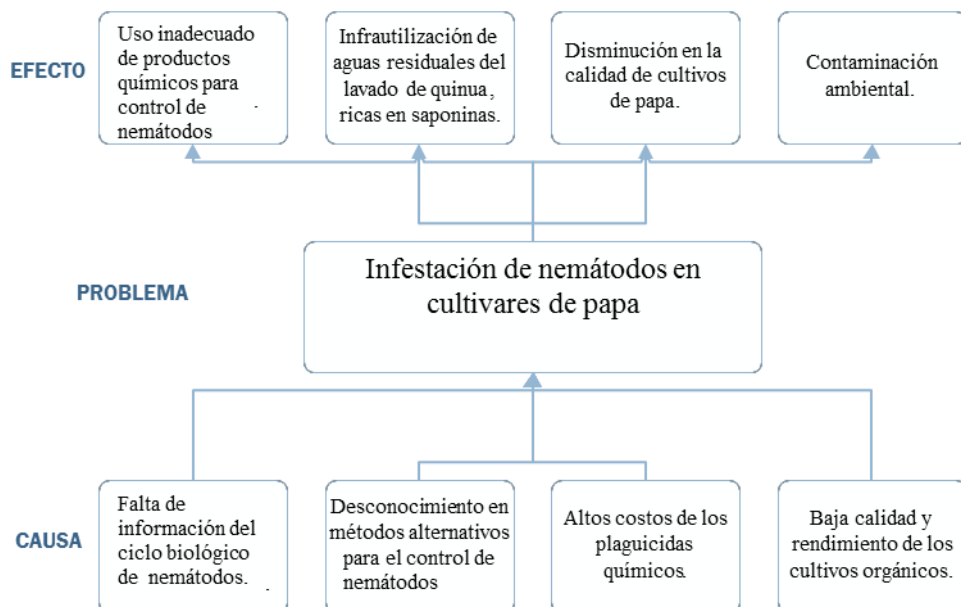 EFECTO
Uso inadecuado
de productos
químicos para
control de
nemátodos
.
Infrautilización de
aguas residuales del
lavado de quinua,
ricas en saponinas.
Disminución en la
calidad de cultivos
de papa.
Contaminación
ambiental.
PROBLEMA
Infestación de nemátodos en
cultivares de papa
CAUSA
Falta de
información del
ciclo biológico
de nemátodos.
Desconocimiento en
métodos alternativos
para el control de
nemátodos
Altos costos de los
plaguicidas
químicos.
Baja calidad y
rendimiento de los
cultivos orgánicos.